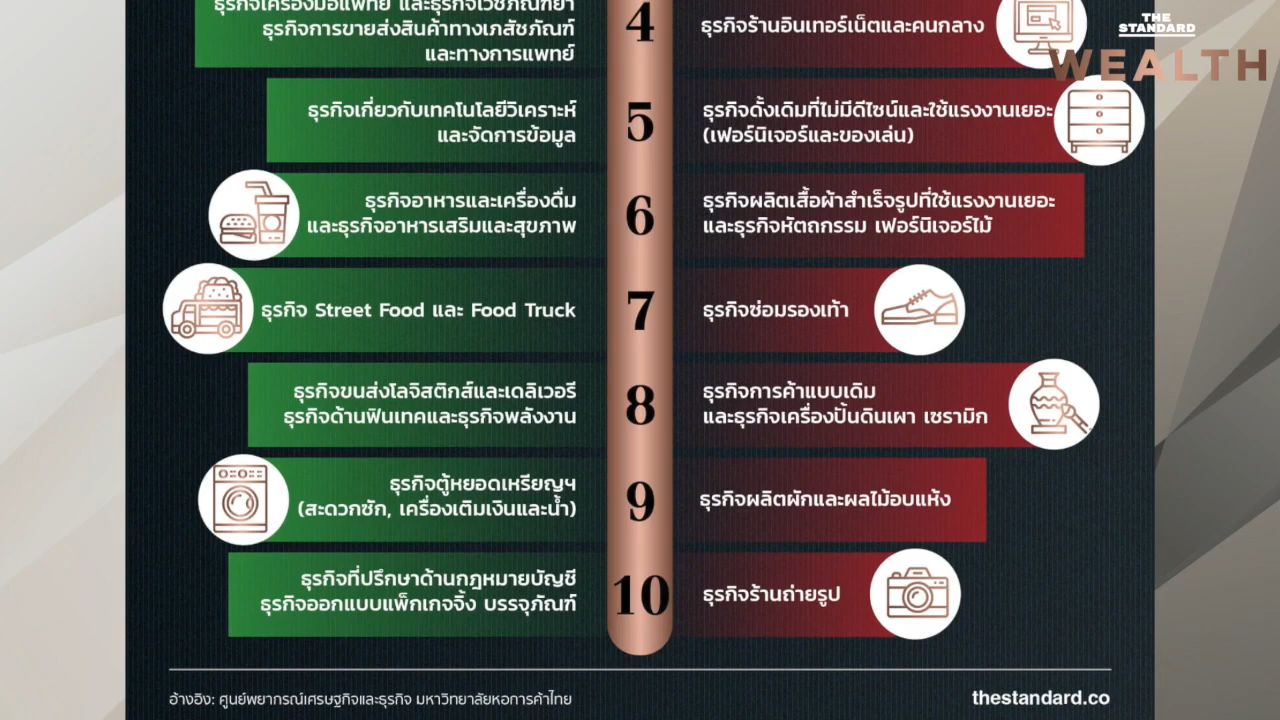 ธุรกิจเครื่องมือแพทย์ และธุรกิจเวชภัณฑ์ยา
ธุรกิจการขายส่งสินค้าทางเภสัชภัณฑ์
และทางการแพทย์
4
ธุรกิจร้านอินเทอร์เน็ตและคนกลาง
THE
STANDARD
WEALTH
ธุรกิจเกี่ยวกับเทคโนโลยีวิเคราะห์
และจัดการข้อมูล
5
ธุรกิจดั้งเดิมที่ไม่มีดีไซน์และใช้แรงงานเยอะ
(เฟอร์นิเจอร์และของเล่น)
ธุรกิจอาหารและเครื่องดื่ม
และธุรกิจอาหารเสริมและสุขภาพ
6
ธุรกิจผลิตเสื้อผ้าสำเร็จรูปที่ใช้แรงงานเยอะ
และธุรกิจหัตถกรรม เฟอร์นิเจอร์ไม้
ธุรกิจ Street Food และ Food Truck
7
ธุรกิจซ่อมรองเท้า
ธุรกิจขนส่งโลจิสติกส์และเดลิเวอรี
ธุรกิจด้านฟินเทคและธุรกิจพลังงาน
8
ธุรกิจการค้าแบบเดิม
และธุรกิจเครื่องปั้นดินเผา เซรามิก
ธุรกิจตู้หยอดเหรียญฯ
(สะดวกซัก, เครื่องเติมเงินและน้ำ)
9
ธุรกิจผลิตผักและผลไม้อบแห้ง
ธุรกิจที่ปรึกษาด้านกฎหมายบัญชี
ธุรกิจออกแบบแพ็กเกจจิ้ง บรรจุภัณฑ์
10
ธุรกิจร้านถ่ายรูป
อ้างอิง: ศูนย์พยากรณ์เศรษฐกิจและธุรกิจ มหาวิทยาลัยหอการค้าไทย
thestandard.co